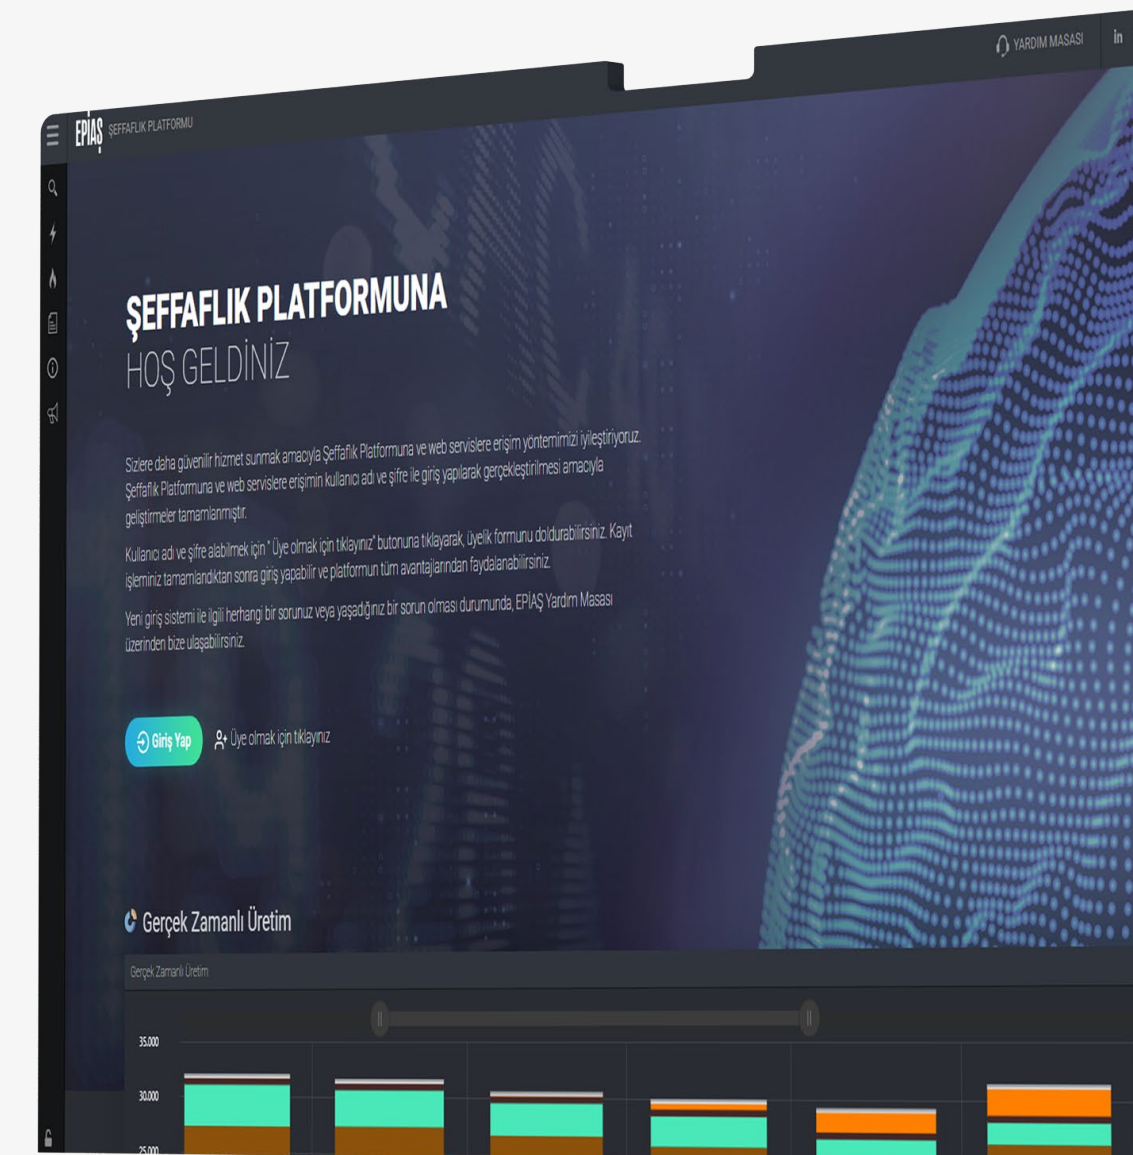 EPİAŞ ŞEFFAFLIK PLATFORMU
YARDIM MASASI
in
ŞEFFAFLIK PLATFORMUNA
HOŞ GELDİNİZ
Sizlere daha güvenilir hizmet sunmak amacıyla Şeffaflık Platformuna ve web servislere erişim yöntemimizi iyileştiriyoruz.
Şeffaflık Platformuna ve web servislere erişimin kullanıcı adı ve şifre ile giriş yapılarak gerçekleştirilmesi amacıyla
geliştirmeler tamamlanmıştır.
Kullanıcı adı ve şifre alabilmek için " Üye olmak için tıklayınız" butonuna tıklayarak, üyelik formunu doldurabilirsiniz. Kayıt
işleminiz tamamlandıktan sonra giriş yapabilir ve platformun tüm avantajlarından faydalanabilirsiniz.
Yeni giriş sistemi ile ilgili herhangi bir sorunuz veya yaşadığınız bir sorun olması durumunda, EPİAŞ Yardım Masası
üzerinden bize ulaşabilirsiniz.
Giriş Yap
Üye olmak için tıklayınız
Gerçek Zamanlı Üretim
Gerçek Zamanlı Üretim
35.000
30.000
25.000